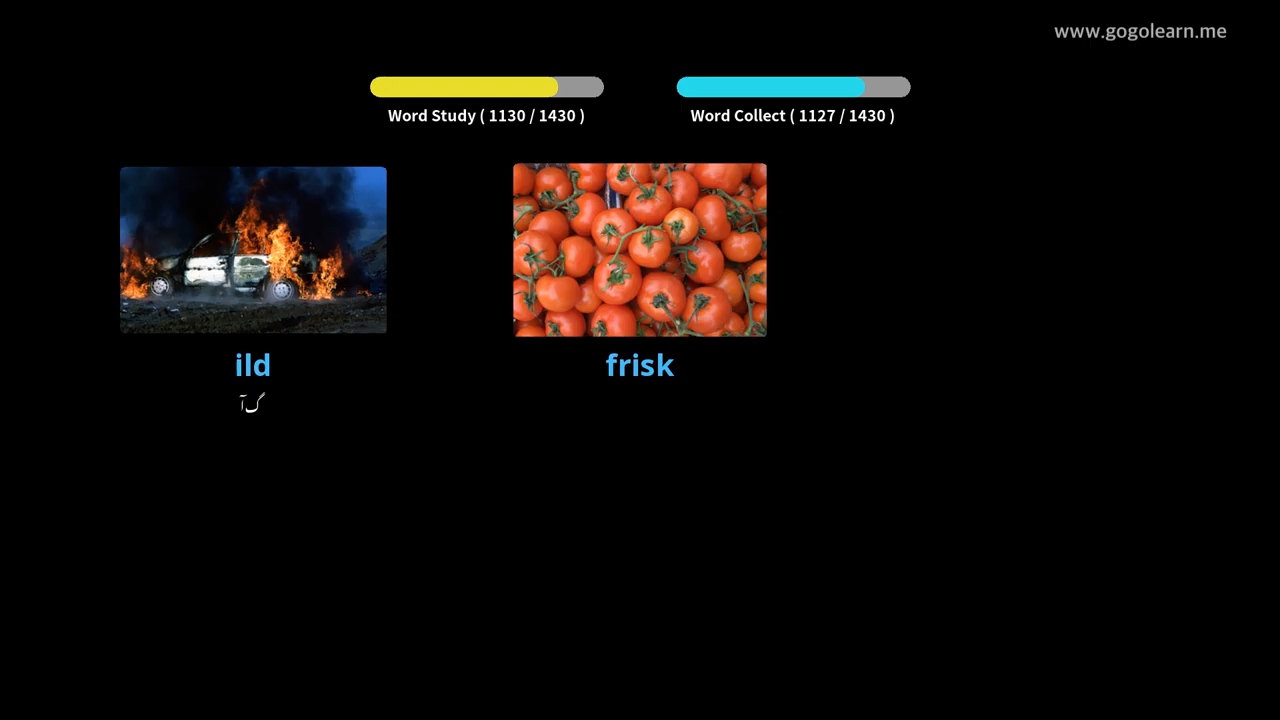 www.gogolearn.me
Word Study ( 1130 / 1430 )
Word Collect ( 1127 / 1430 )
ild
frisk
آگ